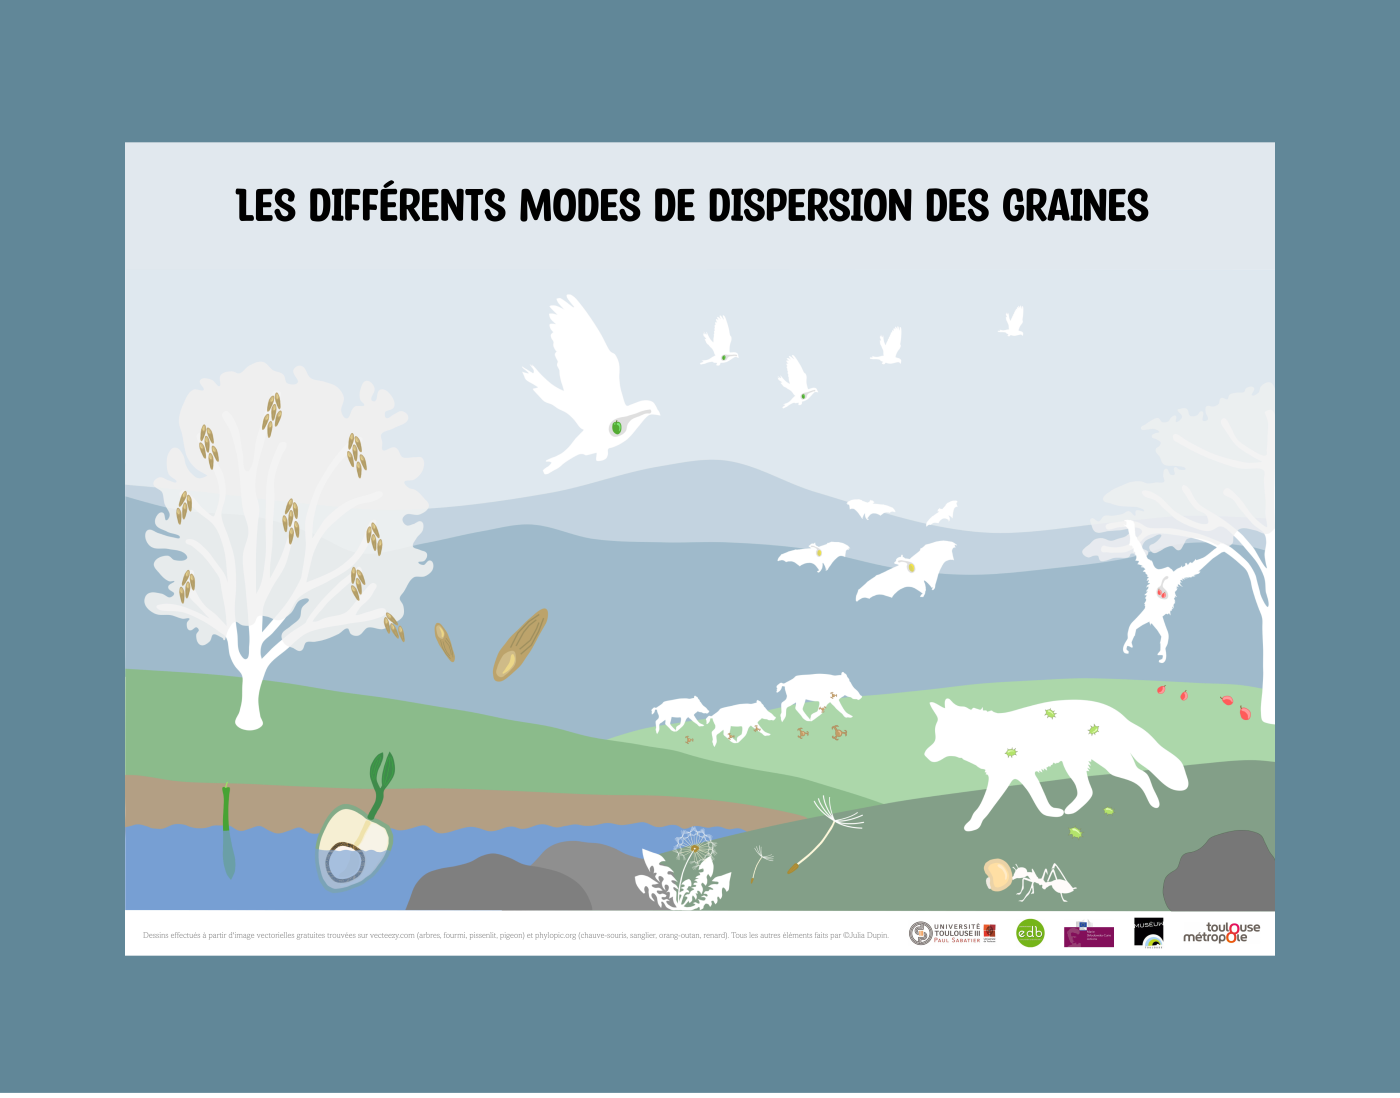 LES DIFFÉRENTS MODES DE DISPERSION DES GRAINES
Dessins effectués à partir d'image vectorielles gratuites trouvées sur vecteezy.com (arbres, fourmi, pissenlit, pigeon) et phylopic.org (chauve-souris, sanglier, orang-outan, renard). Tous les autres éléments faits par ©Julia Dupin.
UNIVERSITÉ
TOULOUSE III
PAUL SABATIER
edb
MUSEUM
toulouse
métropole